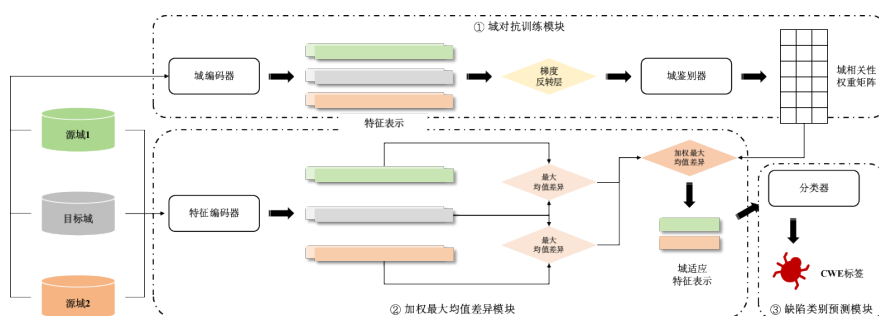 ① 域对抗训练模块
域编码器
梯度
反转层
域鉴别器
域相关性
权重矩阵
特征表示
源域1
目标域
源域2
特征编码器
最大
均值差异
最大
均值差异
加权最大
均值差异
域适应
特征表示
② 加权最大均值差异模块
分类器
CWE标签
③ 缺陷类别预测模块